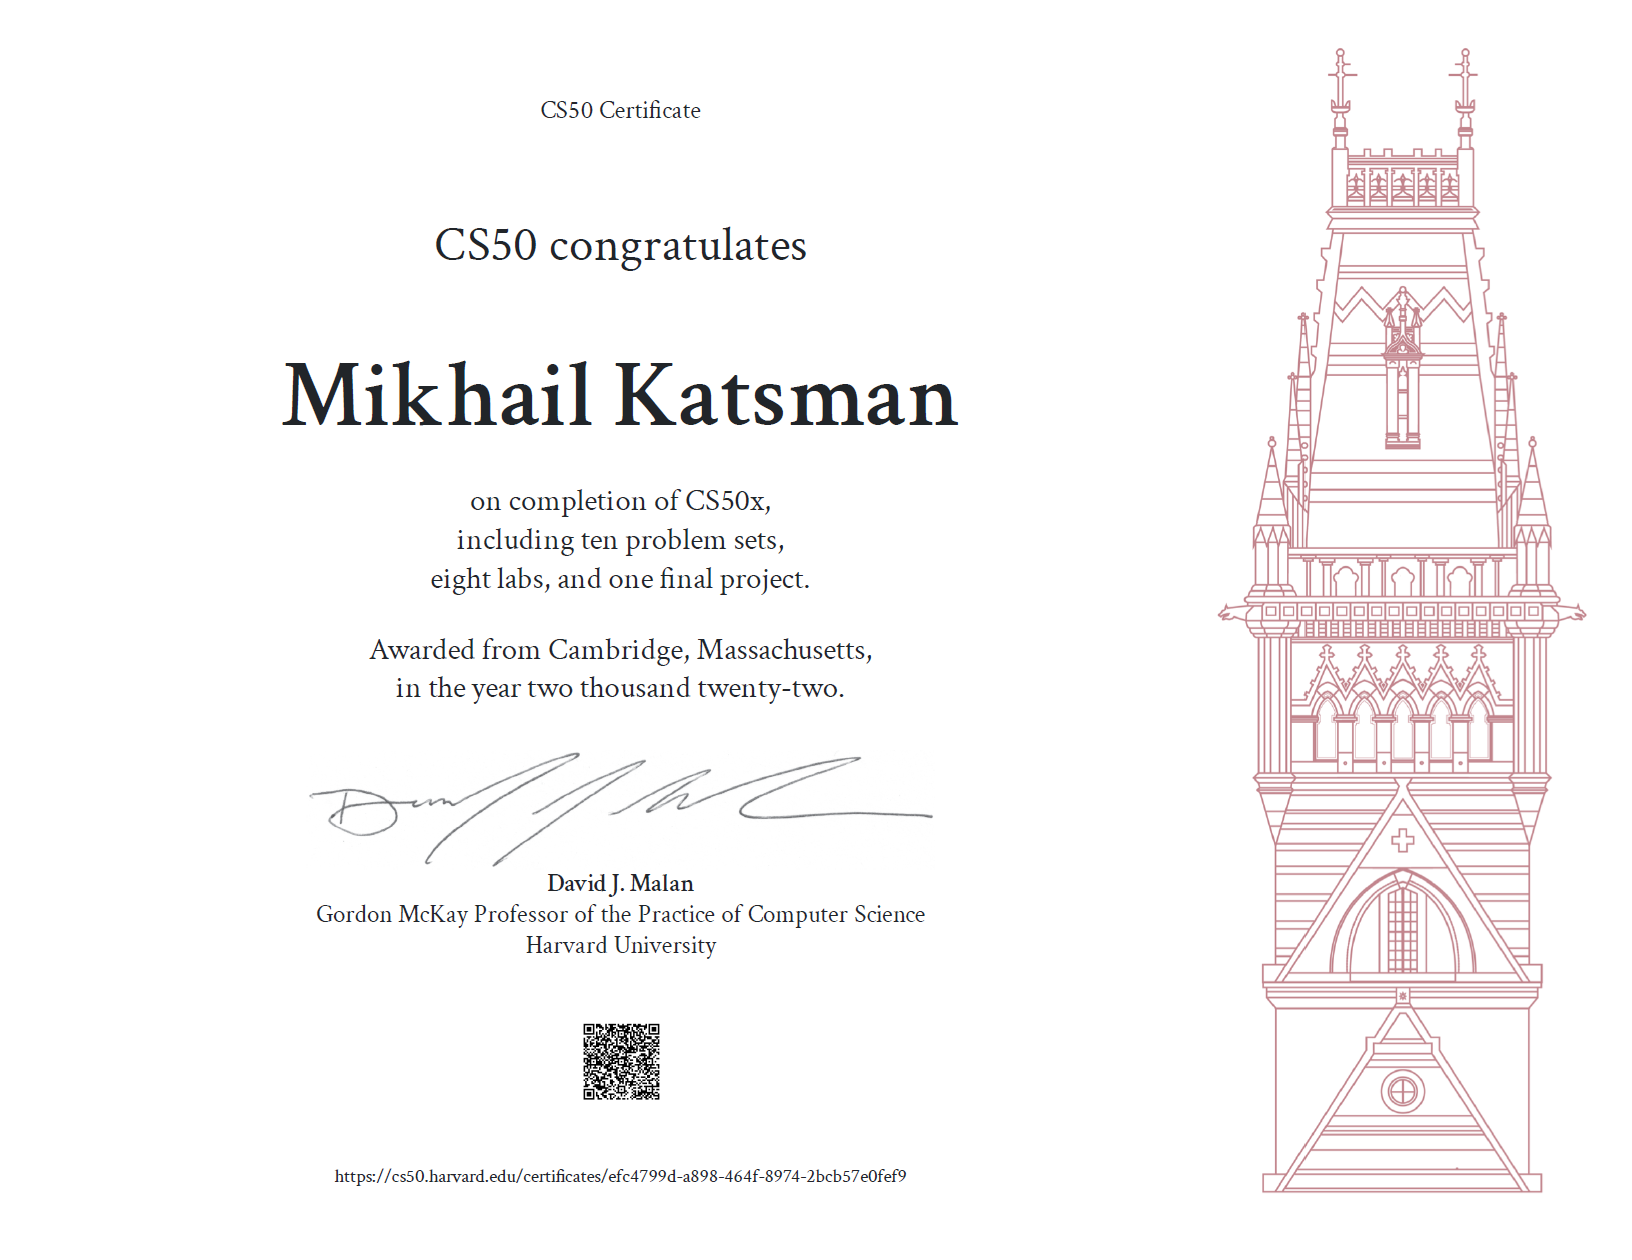 CS50 Certificate
CS50 congratulates
Mikhail Katsman
on completion of CS50x,
including ten problem sets,
eight labs, and one final project.
Awarded from Cambridge, Massachusetts,
in the year two thousand twenty-two.
David J. Malan
Gordon McKay Professor of the Practice of Computer Science
Harvard University
https://cs50.harvard.edu/certificates/efc4799d-a898-464f-8974-2bcb57e0fef9